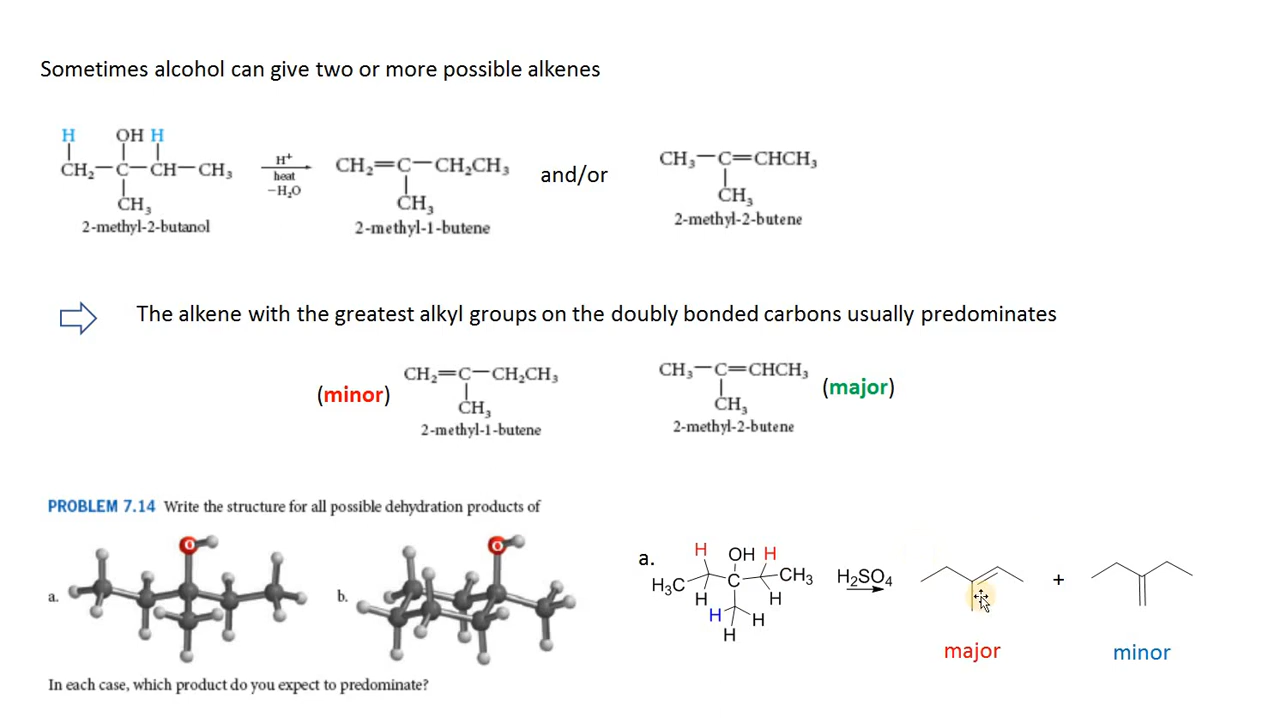 Sometimes alcohol can give two or more possible alkenes
H OH H
CH₂—C—CH—CH₃
CH₃
2-methyl-2-butanol
H⁺
heat
−H₂O
CH₂=C—CH₂CH₃
CH₃
2-methyl-1-butene
and/or
CH₃—C=CHCH₃
CH₃
2-methyl-2-butene
The alkene with the greatest alkyl groups on the doubly bonded carbons usually predominates
(minor)
CH₂=C—CH₂CH₃
CH₃
2-methyl-1-butene
CH₃—C=CHCH₃
CH₃
2-methyl-2-butene
(major)
PROBLEM 7.14 Write the structure for all possible dehydration products of
a.
O
b.
O
In each case, which product do you expect to predominate?
a.
H OH H
H₃C C CH₃
H H
H H
H
H₂SO₄
+
major
minor